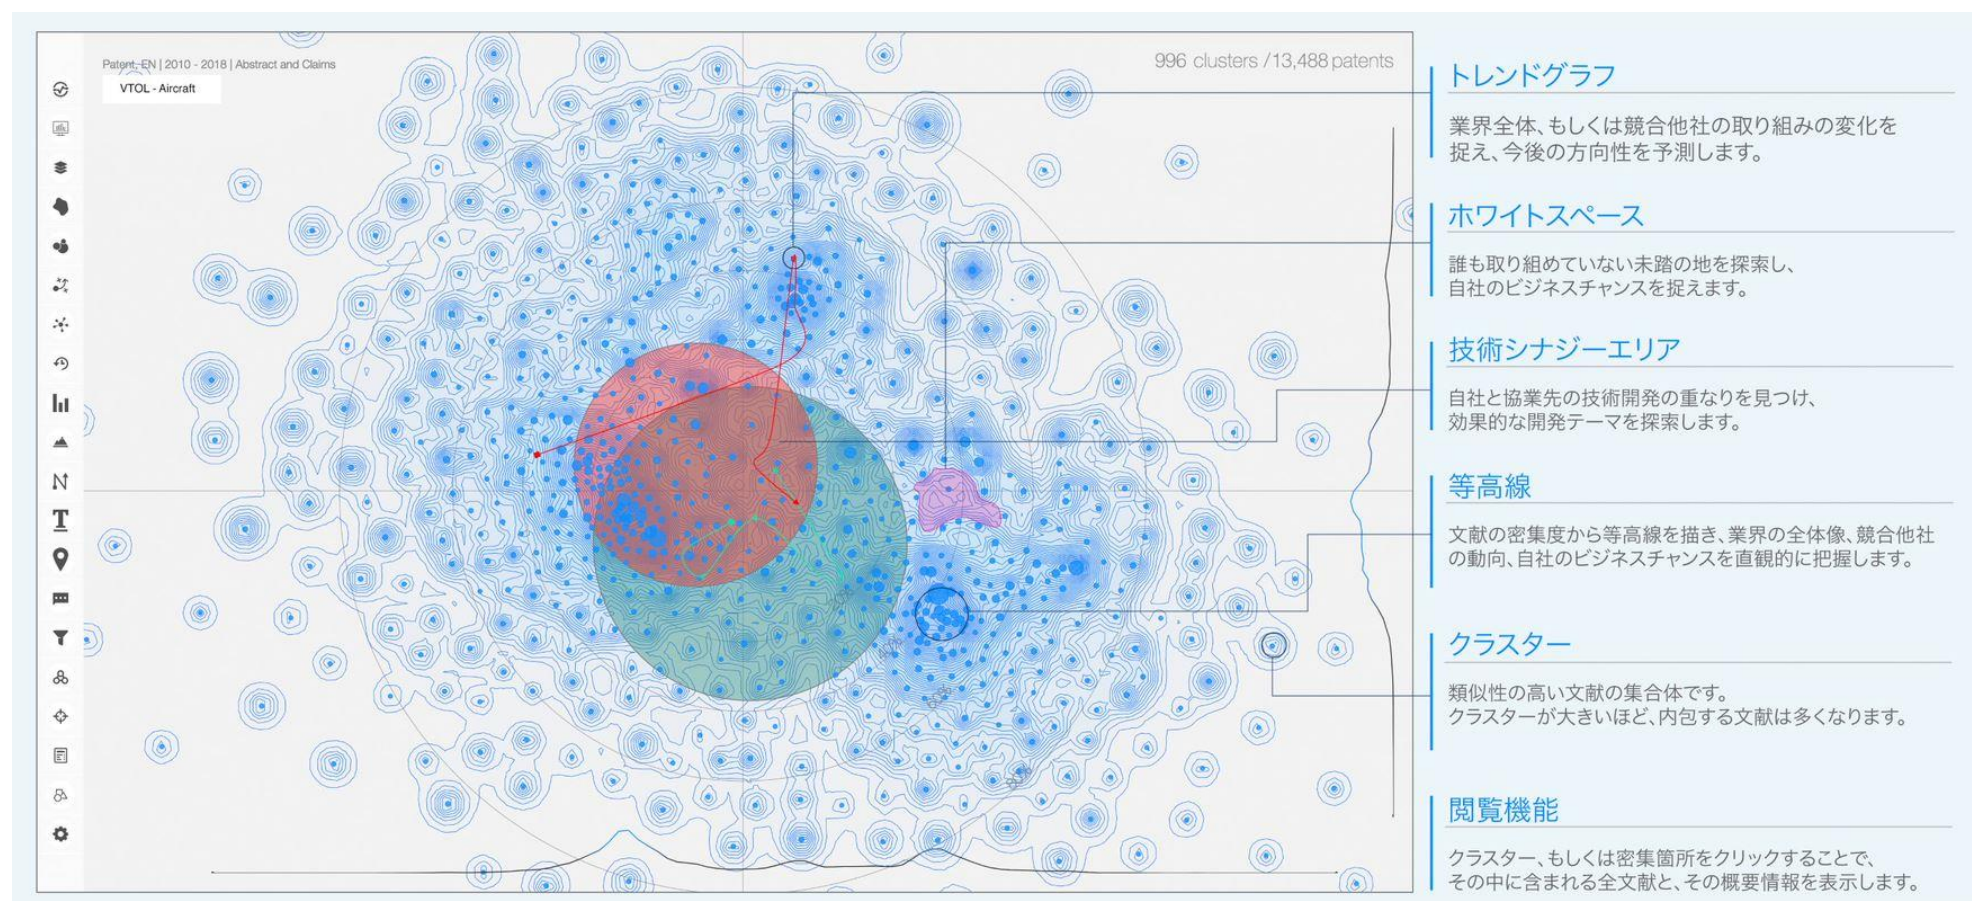 Patent, EN | 2010 - 2018 | Abstract and Claims
VTOL - Aircraft
996 clusters / 13,488 patents
トレンドグラフ
業界全体、もしくは競合他社の取り組みの変化を
捉え、今後の方向性を予測します。
ホワイトスペース
誰も取り組めていない未踏の地を探索し、
自社のビジネスチャンスを捉えます。
技術シナジーエリア
自社と協業先の技術開発の重なりを見つけ、
効果的な開発テーマを探索します。
等高線
文献の密集度から等高線を描き、業界の全体像、競合他社
の動向、自社のビジネスチャンスを直観的に把握します。
クラスター
類似性の高い文献の集合体です。
クラスターが大きいほど、内包する文献は多くなります。
閲覧機能
クラスター、もしくは密集箇所をクリックすることで、
その中に含まれる全文献と、その概要情報を表示します。
60%
80%